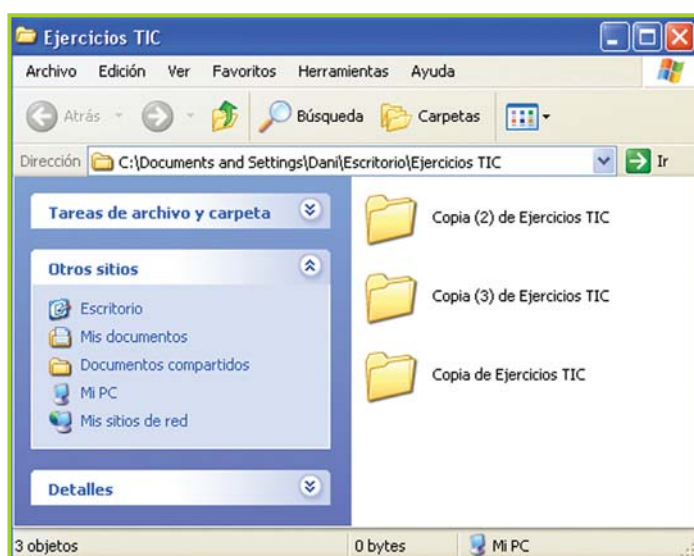 Ejercicios TIC
Archivo Edición Ver Favoritos Herramientas Ayuda
Atrás Búsqueda Carpetas
Dirección C:\Documents and Settings\Dani\Escritorio\Ejercicios TIC Ir
Tareas de archivo y carpeta
Otros sitios
Escritorio
Mis documentos
Documentos compartidos
Mi PC
Mis sitios de red
Detalles
Copia (2) de Ejercicios TIC
Copia (3) de Ejercicios TIC
Copia de Ejercicios TIC
3 objetos 0 bytes Mi PC